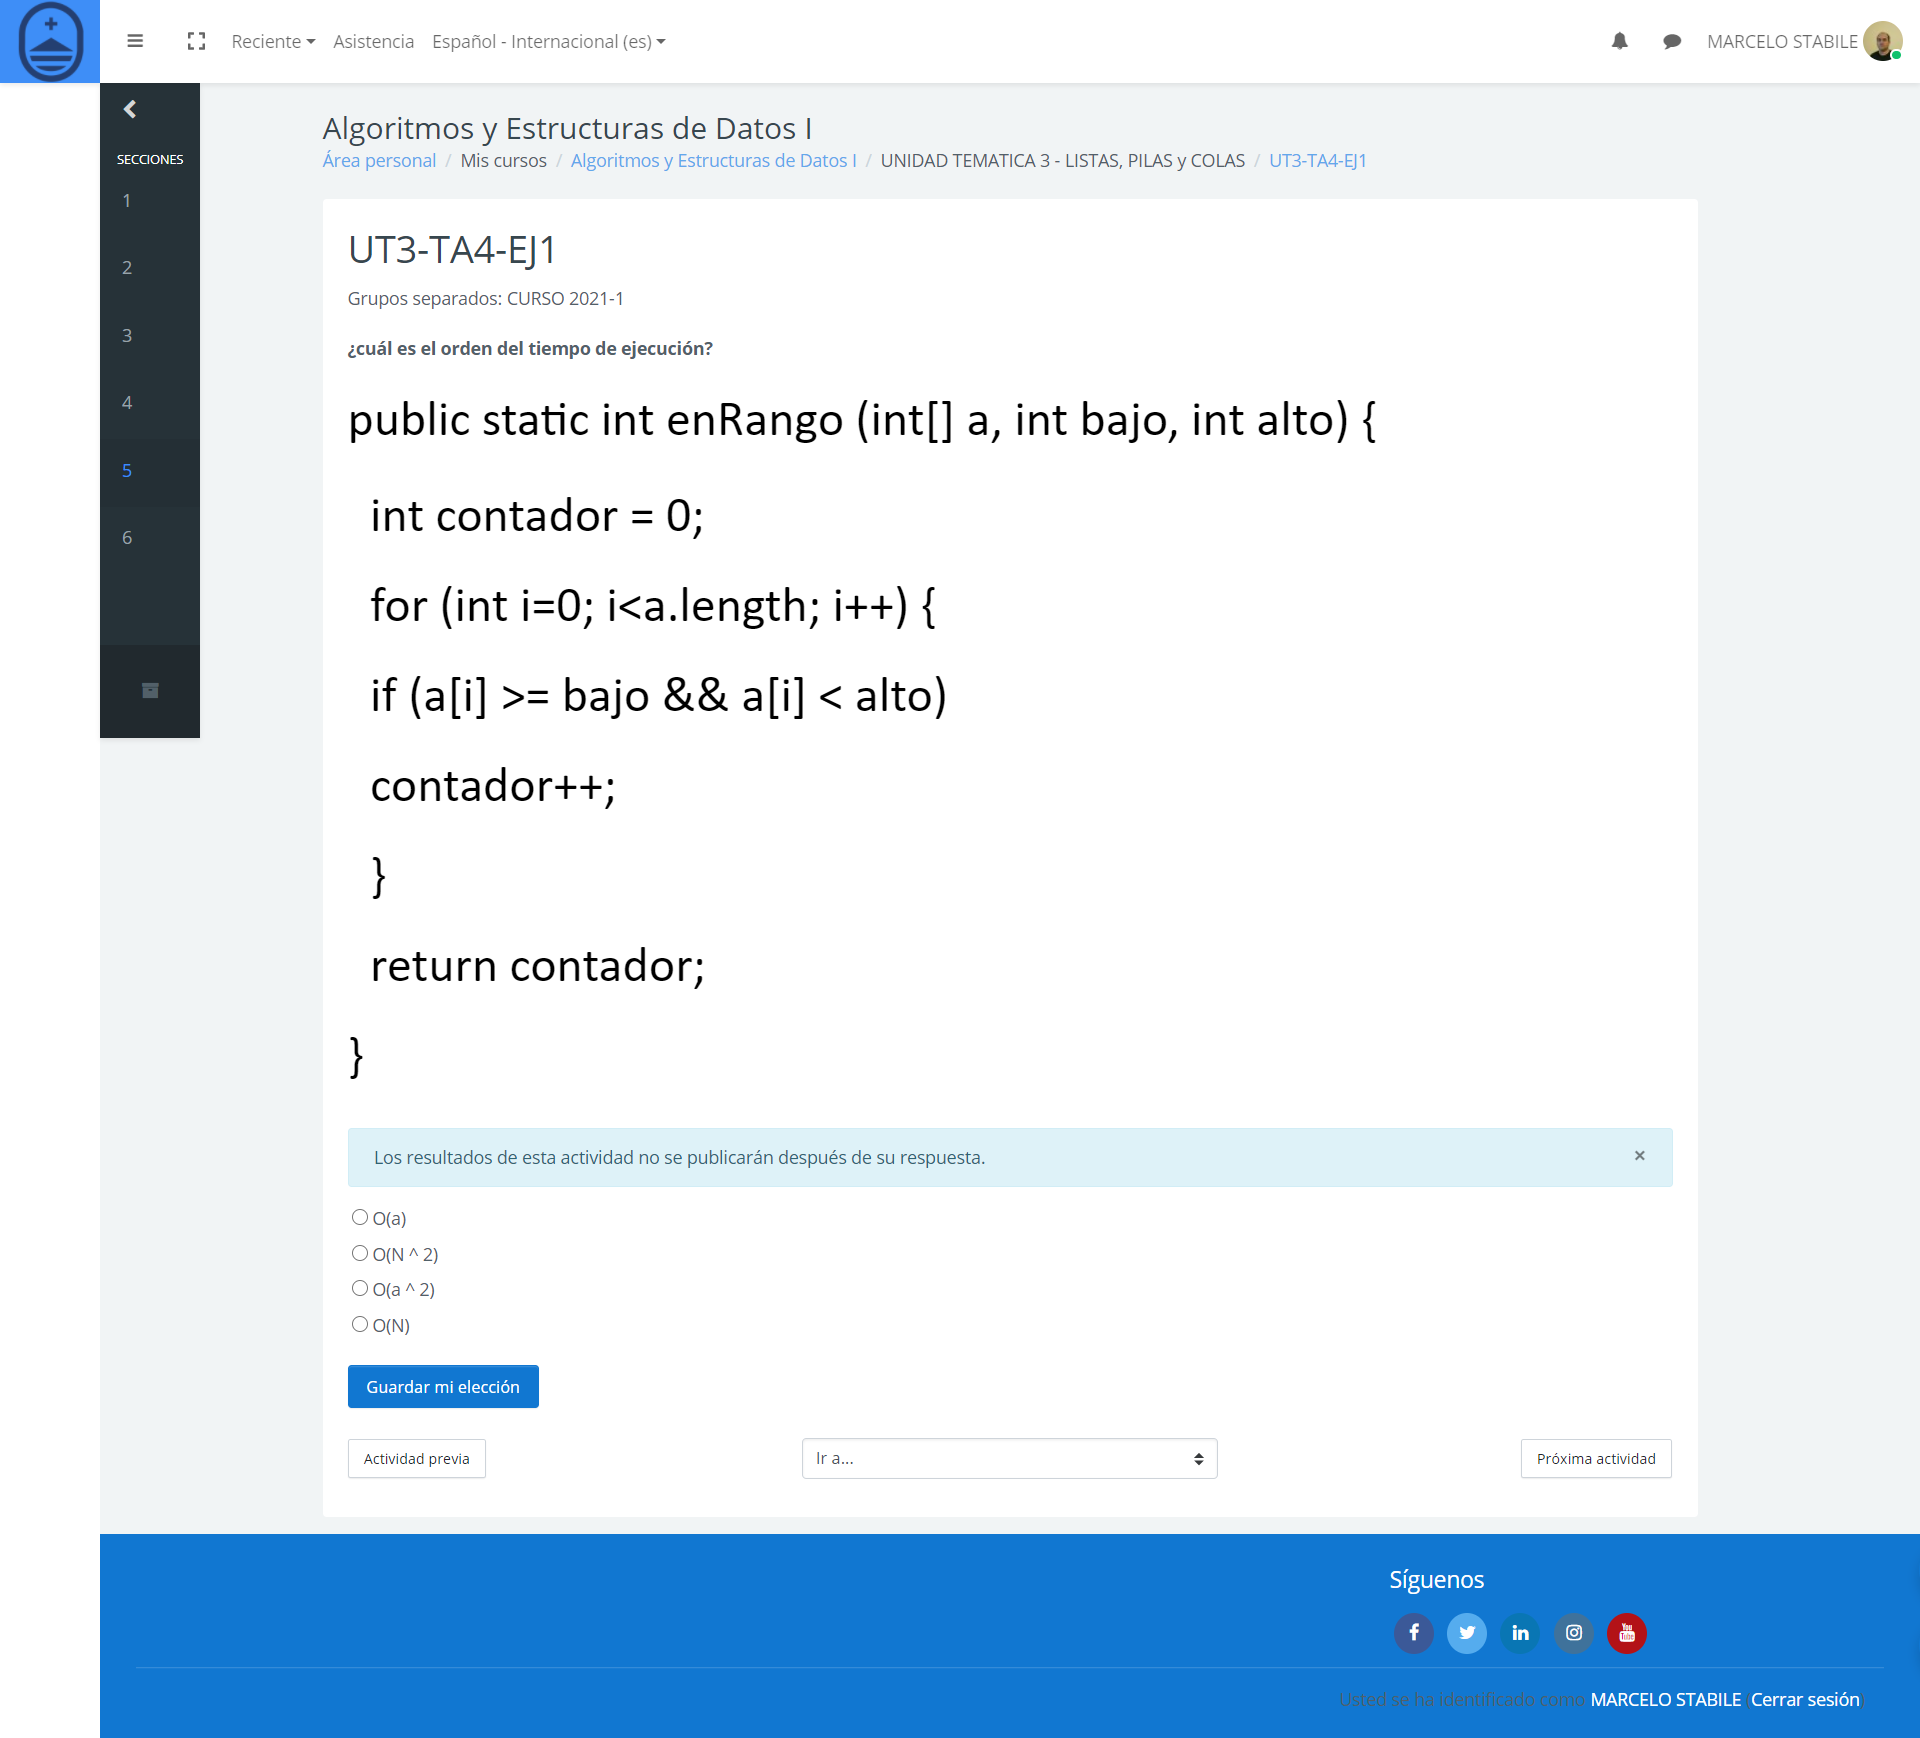 Reciente Asistencia Español - Internacional (es) MARCELO STABILE
SECCIONES
1
2
3
4
5
6
Algoritmos y Estructuras de Datos I
Área personal / Mis cursos / Algoritmos y Estructuras de Datos I / UNIDAD TEMATICA 3 - LISTAS, PILAS y COLAS / UT3-TA4-EJ1
UT3-TA4-EJ1
Grupos separados: CURSO 2021-1
¿cuál es el orden del tiempo de ejecución?
public static int enRango (int[] a, int bajo, int alto) {
int contador = 0;
for (int i=0; i<a.length; i++) {
if (a[i] >= bajo && a[i] < alto)
contador++;
}
return contador;
}
Los resultados de esta actividad no se publicarán después de su respuesta. ×
O(a)
O(N ^ 2)
O(a ^ 2)
O(N)
Guardar mi elección
Actividad previa Ir a... Próxima actividad
Síguenos
You Tube
Usted se ha identificado como MARCELO STABILE (Cerrar sesión)